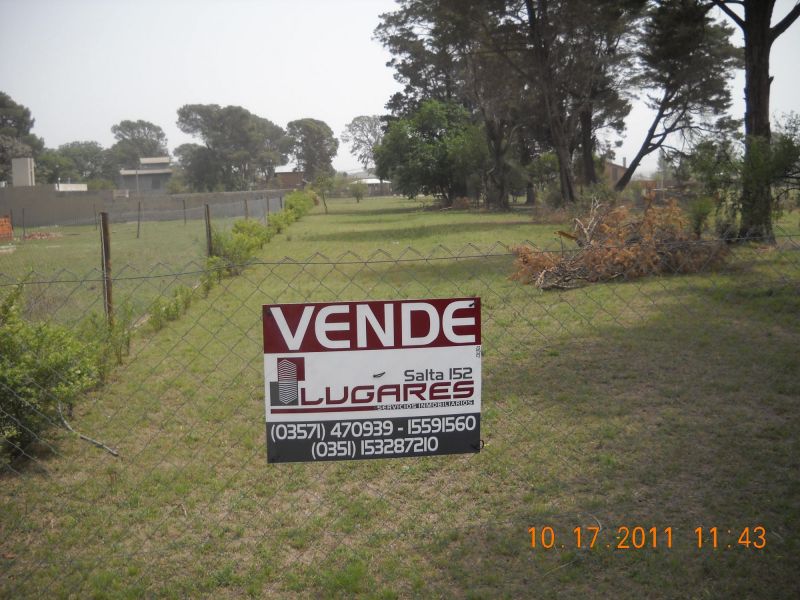 VENDE
Salta 152
LUGARES
SERVICIOS INMOBILIARIOS
(03571) 470939 - 15591560
(0351) 153287210
10.17.2011 11:43